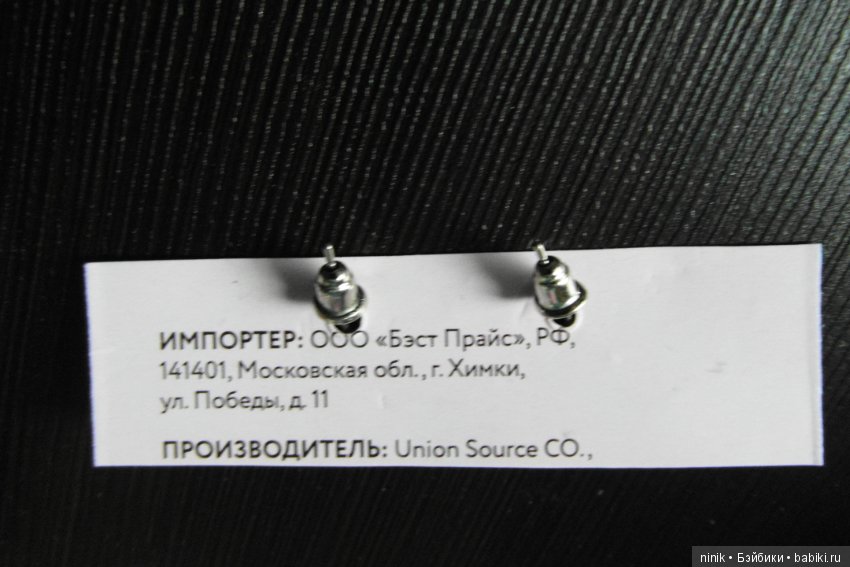 ИМПОРТЕР: ООО «Бэст Прайс», РФ,
141401, Московская обл., г. Химки,
ул. Победы, д. 11
ПРОИЗВОДИТЕЛЬ: Union Source CO.,
ninik • Бэйбики • babiki.ru